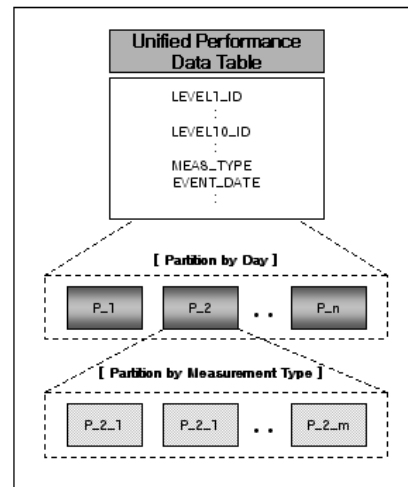 Unified Performance
Data Table
LEVEL1_ID
:
LEVEL10_ID
:
MEAS_TYPE
EVENT_DATE
:
[ Partition by Day ]
P_1 P_2 . . P_n
[ Partition by Measurement Type ]
P_2_1 P_2_1 . . P_2_m